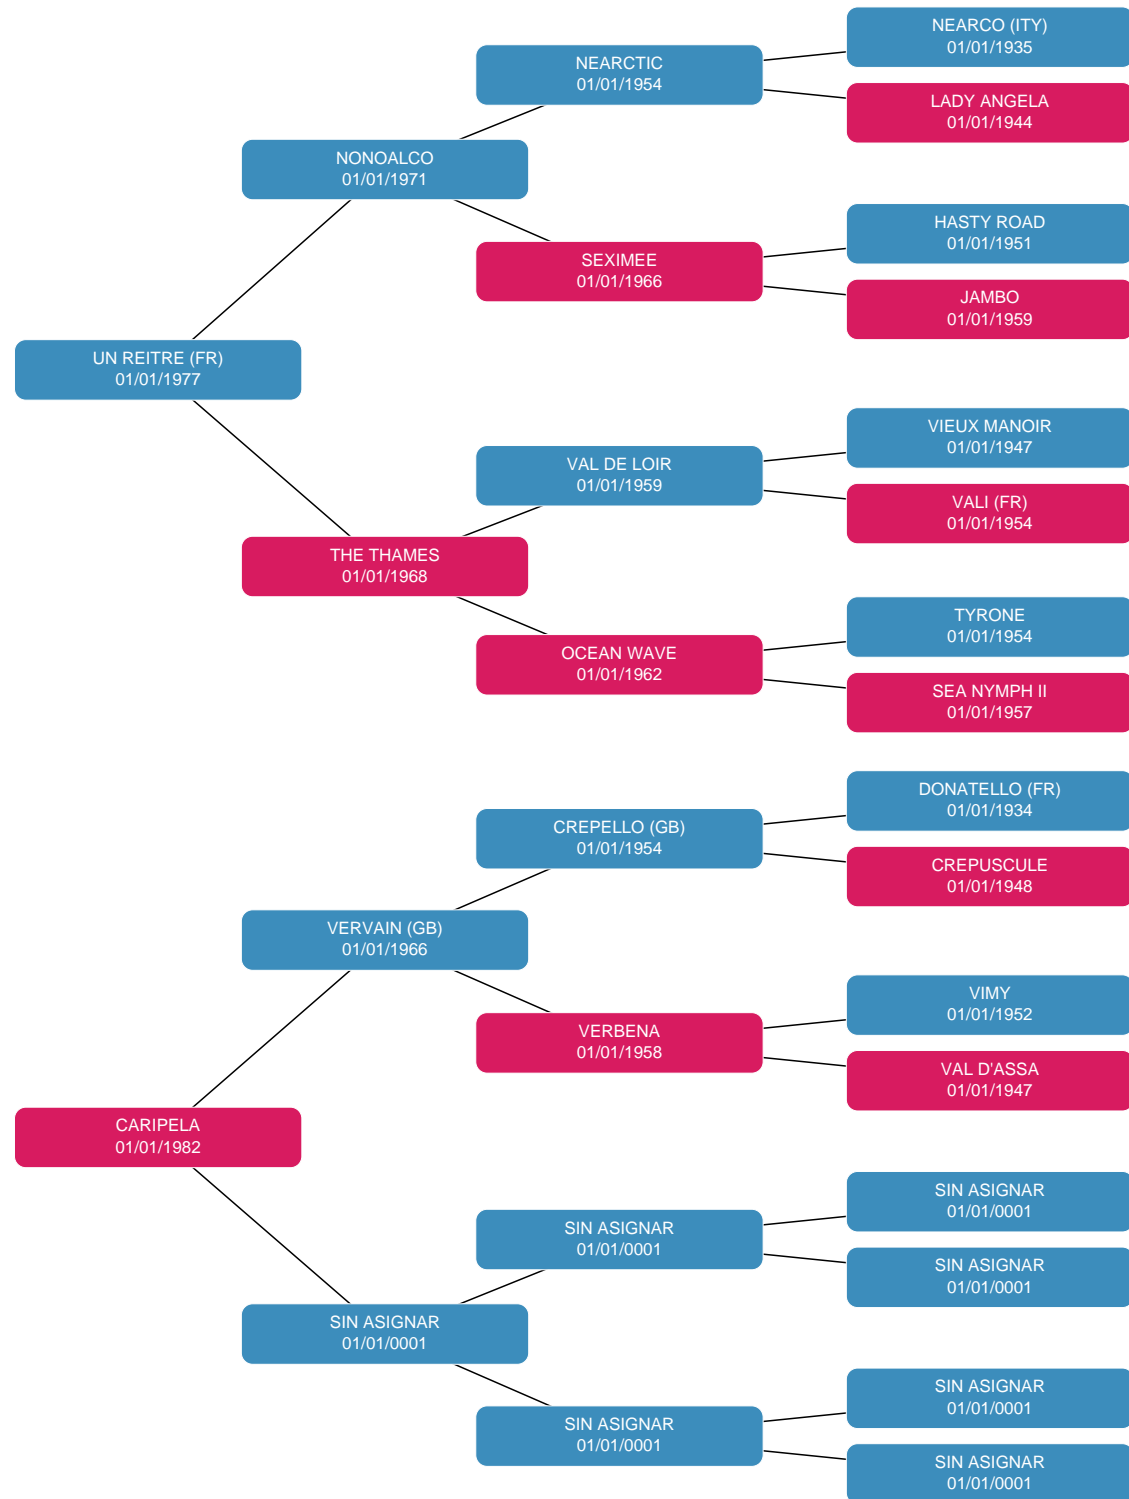 NEARCO (ITY)
01/01/1935
NEARCTIC
01/01/1954
LADY ANGELA
01/01/1944
NONOALCO
01/01/1971
HASTY ROAD
01/01/1951
SEXIMEE
01/01/1966
JAMBO
01/01/1959
UN REITRE (FR)
01/01/1977
VIEUX MANOIR
01/01/1947
VAL DE LOIR
01/01/1959
VALI (FR)
01/01/1954
THE THAMES
01/01/1968
TYRONE
01/01/1954
OCEAN WAVE
01/01/1962
SEA NYMPH II
01/01/1957
DONATELLO (FR)
01/01/1934
CREPELLO (GB)
01/01/1954
CREPUSCULE
01/01/1948
VERVAIN (GB)
01/01/1966
VIMY
01/01/1952
VERBENA
01/01/1958
VAL D'ASSA
01/01/1947
CARIPELA
01/01/1982
SIN ASIGNAR
01/01/0001
SIN ASIGNAR
01/01/0001
SIN ASIGNAR
01/01/0001
SIN ASIGNAR
01/01/0001
SIN ASIGNAR
01/01/0001
SIN ASIGNAR
01/01/0001
SIN ASIGNAR
01/01/0001